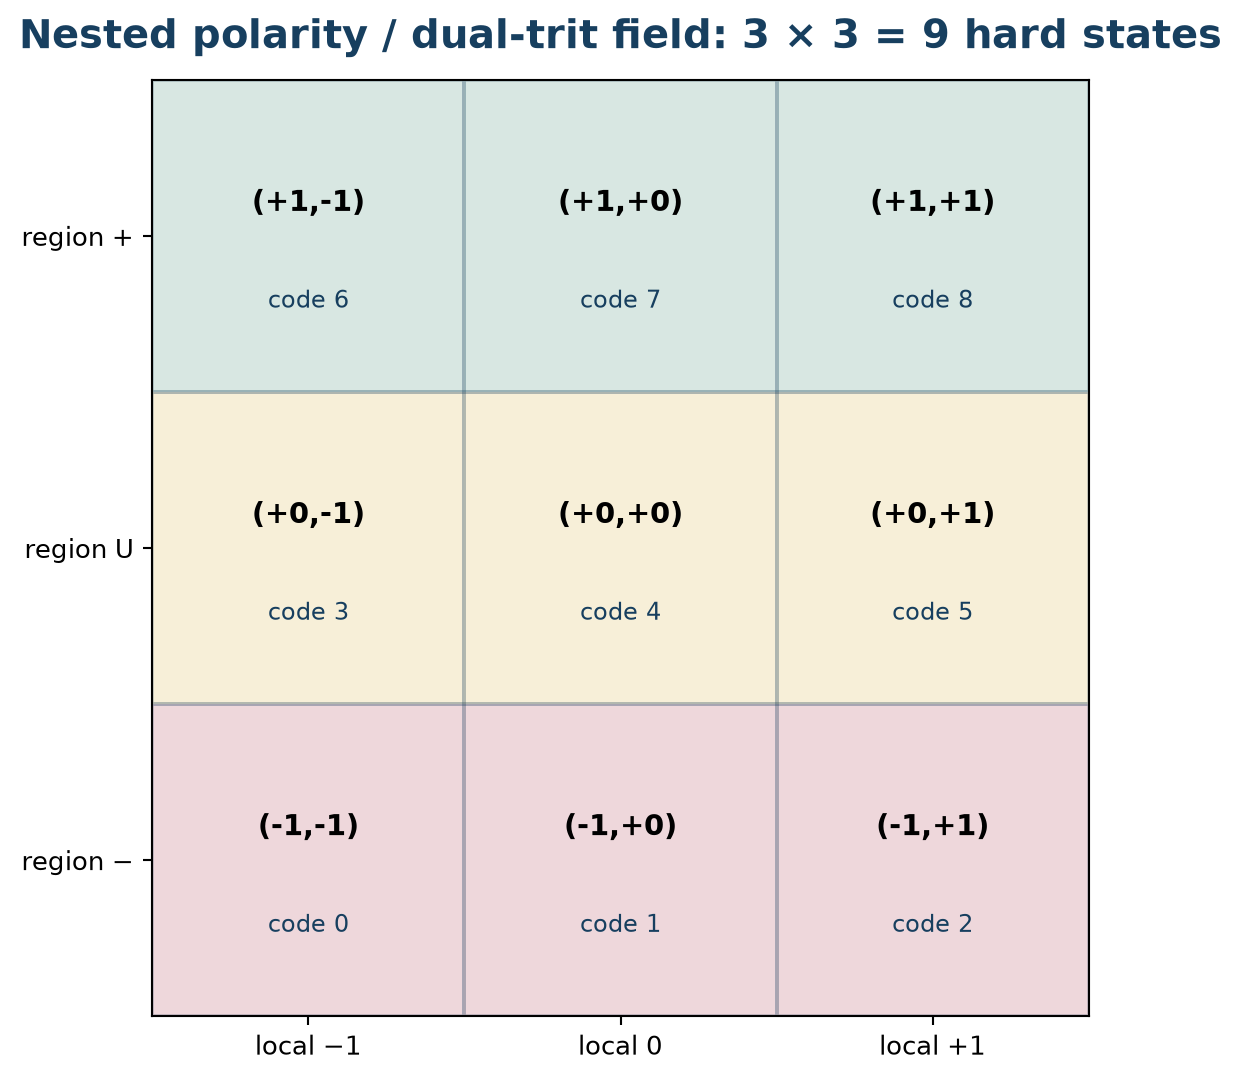 Nested polarity / dual-trit field: 3 × 3 = 9 hard states
region +
(+1,-1)
(+1,+0)
(+1,+1)
code 6
code 7
code 8
region U
(+0,-1)
(+0,+0)
(+0,+1)
code 3
code 4
code 5
region −
(-1,-1)
(-1,+0)
(-1,+1)
code 0
code 1
code 2
local −1
local 0
local +1